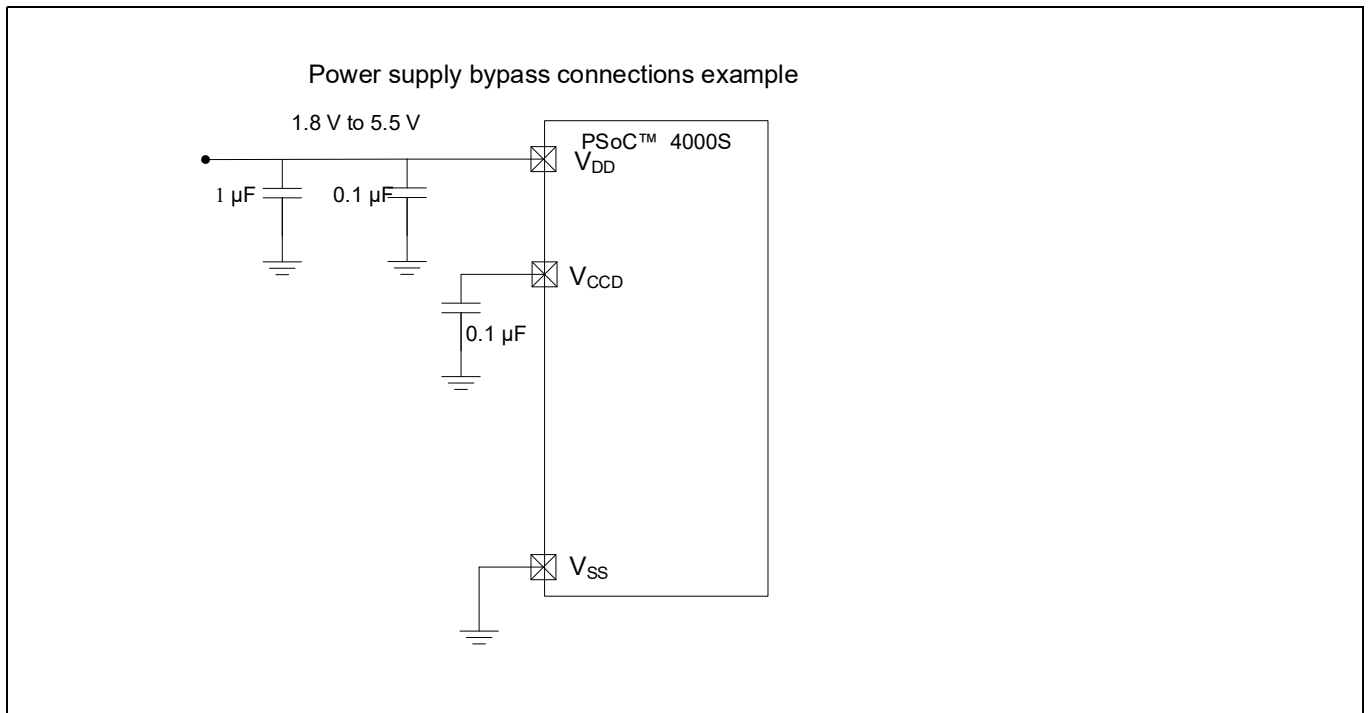 Power supply bypass connections example
1.8 V to 5.5 V
PSoC™ 4000S
VDD
1 µF
0.1 µF
VCCD
0.1 µF
VSS